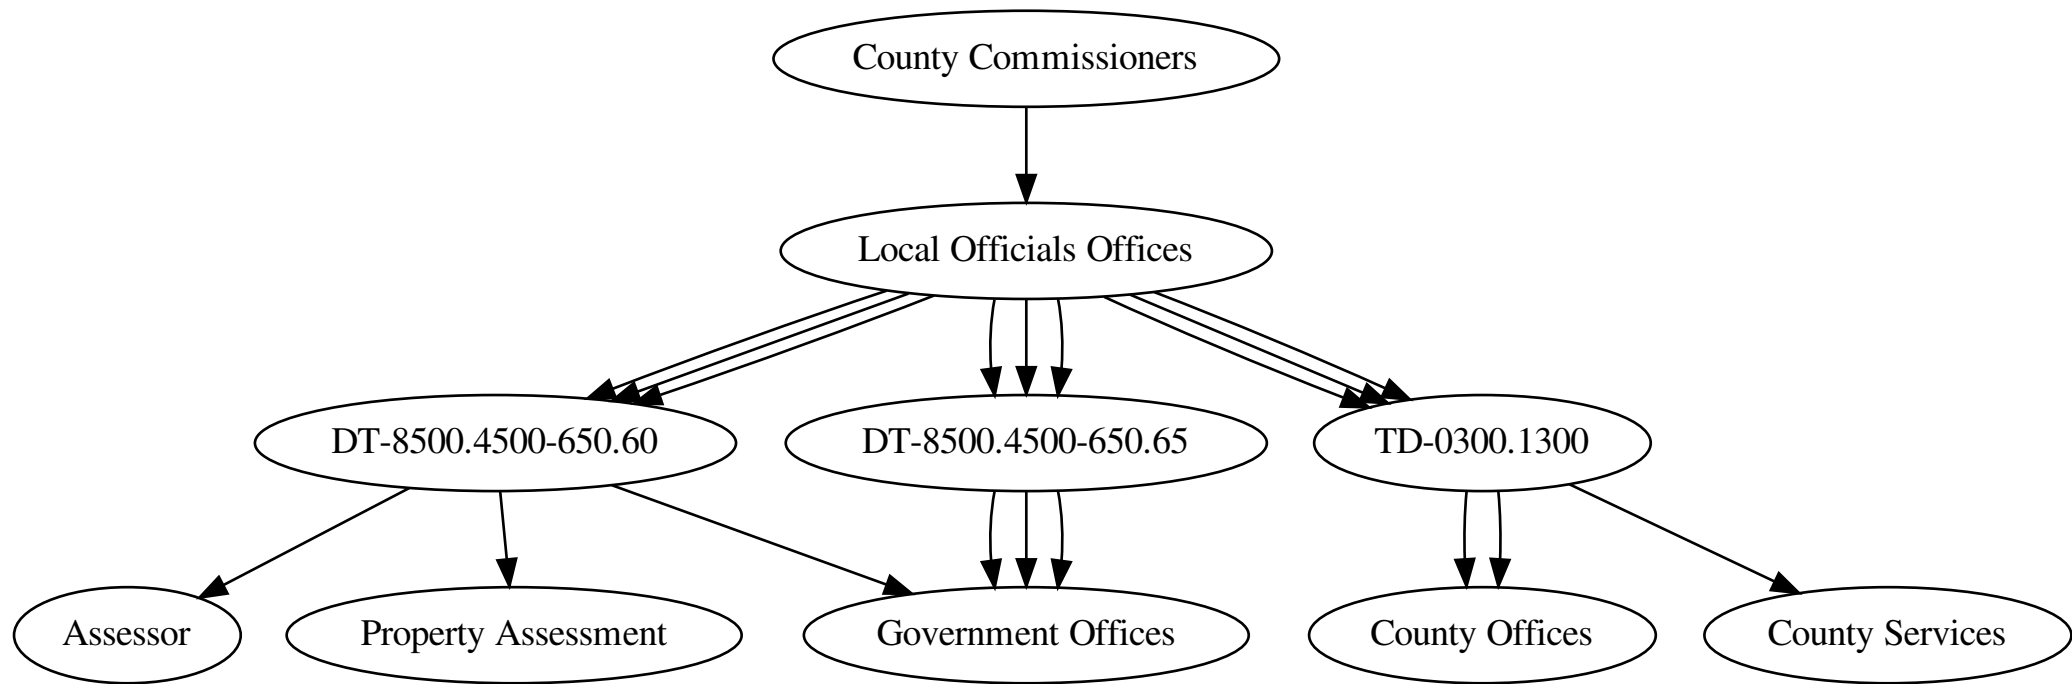 County Commissioners
Local Officials Offices
DT-8500.4500-650.60
DT-8500.4500-650.65
TD-0300.1300
Assessor
Property Assessment
Government Offices
County Offices
County Services